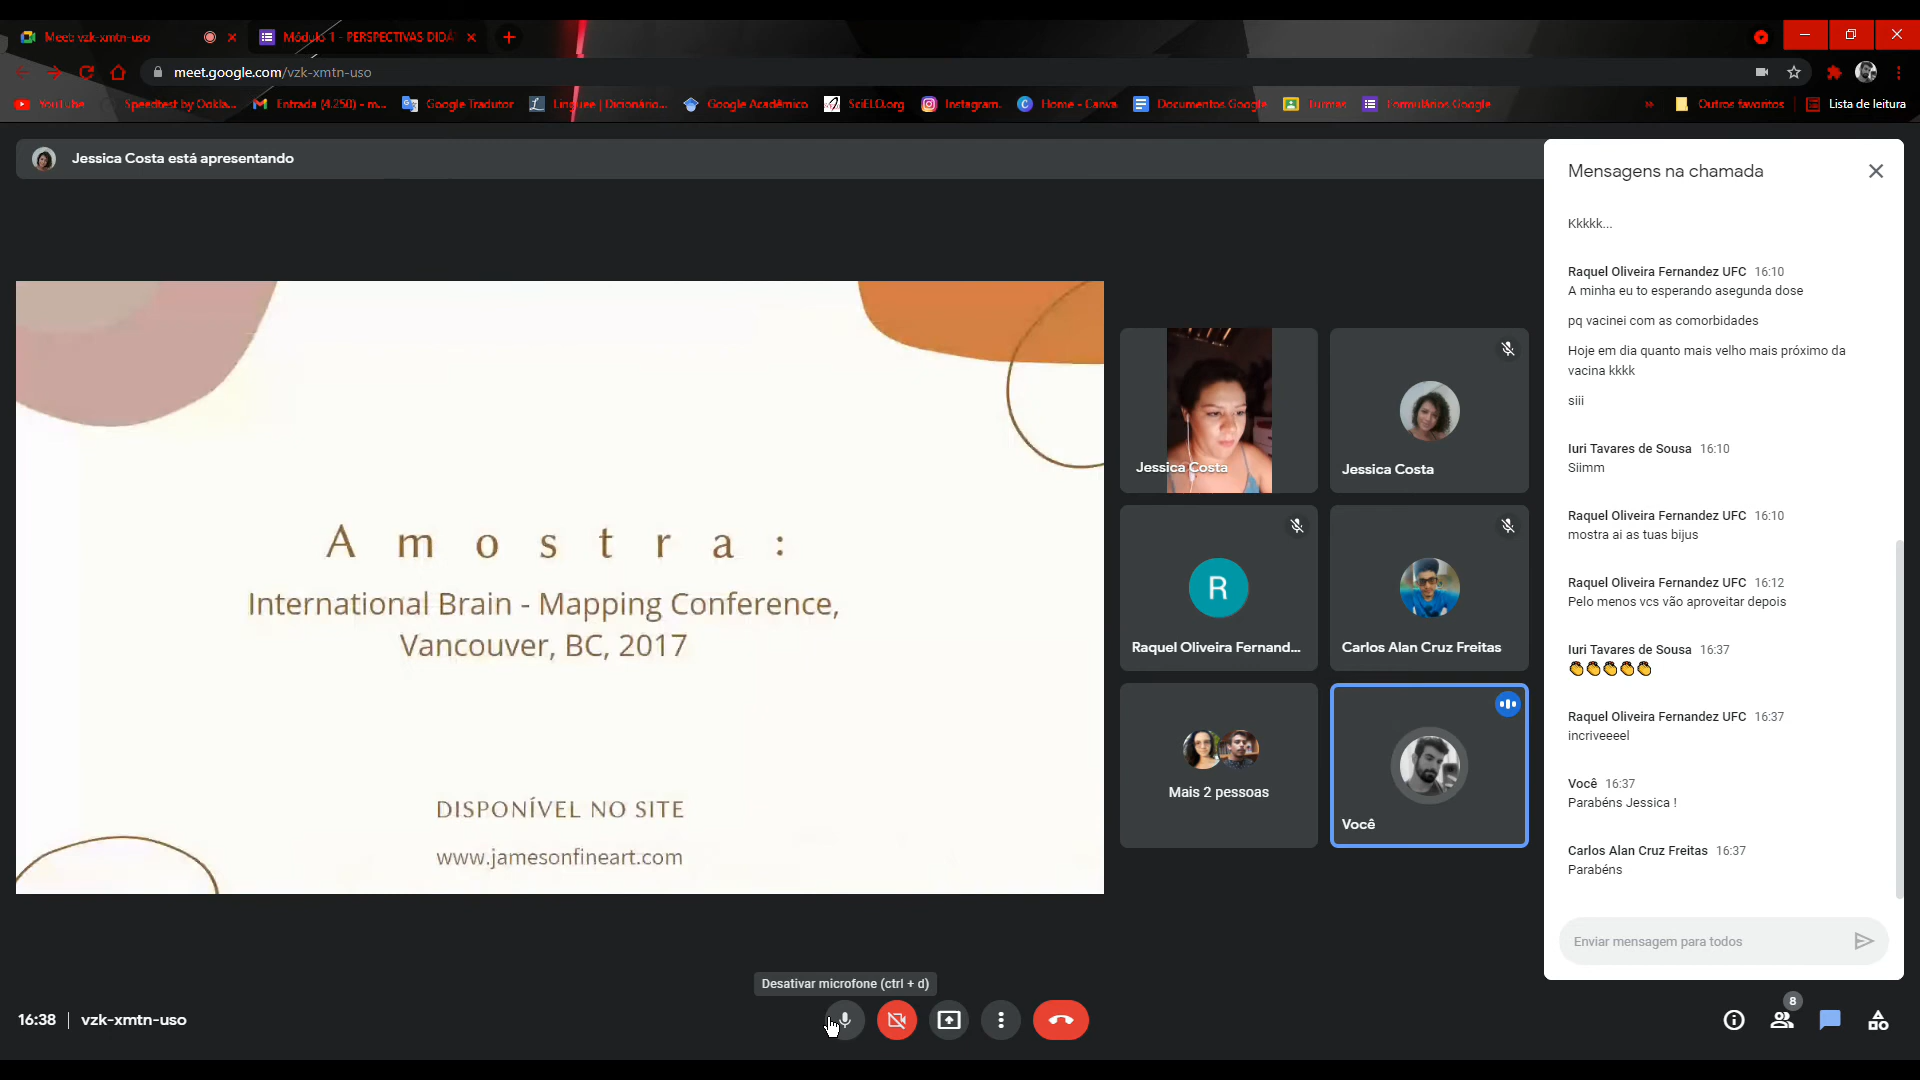 Meet: vzk-xmtn-uso
Módulo 1 - PERSPECTIVAS DIDÁ
meet.google.com/vzk-xmtn-uso
YouTube
Speedtest by Ookla...
Entrada (4.250) - m...
Google Tradutor
Linguee | Dicionário...
Google Acadêmico
SciELO.org
Instagram.
Home - Canva
Documentos Google
Turmas
Formulários Google
»
Outros favoritos
Lista de leitura
Jessica Costa está apresentando
Amostra:
International Brain - Mapping Conference,
Vancouver, BC, 2017
DISPONÍVEL NO SITE
www.jamesonfineart.com
Jessica Costa
Jessica Costa
R
Raquel Oliveira Fernand...
Carlos Alan Cruz Freitas
Mais 2 pessoas
Você
Mensagens na chamada
Kkkkk...
Raquel Oliveira Fernandez UFC 16:10
A minha eu to esperando asegunda dose
pq vacinei com as comorbidades
Hoje em dia quanto mais velho mais próximo da
vacina kkkk
siii
Iuri Tavares de Sousa 16:10
Siimm
Raquel Oliveira Fernandez UFC 16:10
mostra ai as tuas bijus
Raquel Oliveira Fernandez UFC 16:12
Pelo menos vcs vão aproveitar depois
Iuri Tavares de Sousa 16:37
👏👏👏👏👏
Raquel Oliveira Fernandez UFC 16:37
incriveeeel
Você 16:37
Parabéns Jessica !
Carlos Alan Cruz Freitas 16:37
Parabéns
Enviar mensagem para todos
Desativar microfone (ctrl + d)
16:38 | vzk-xmtn-uso
8